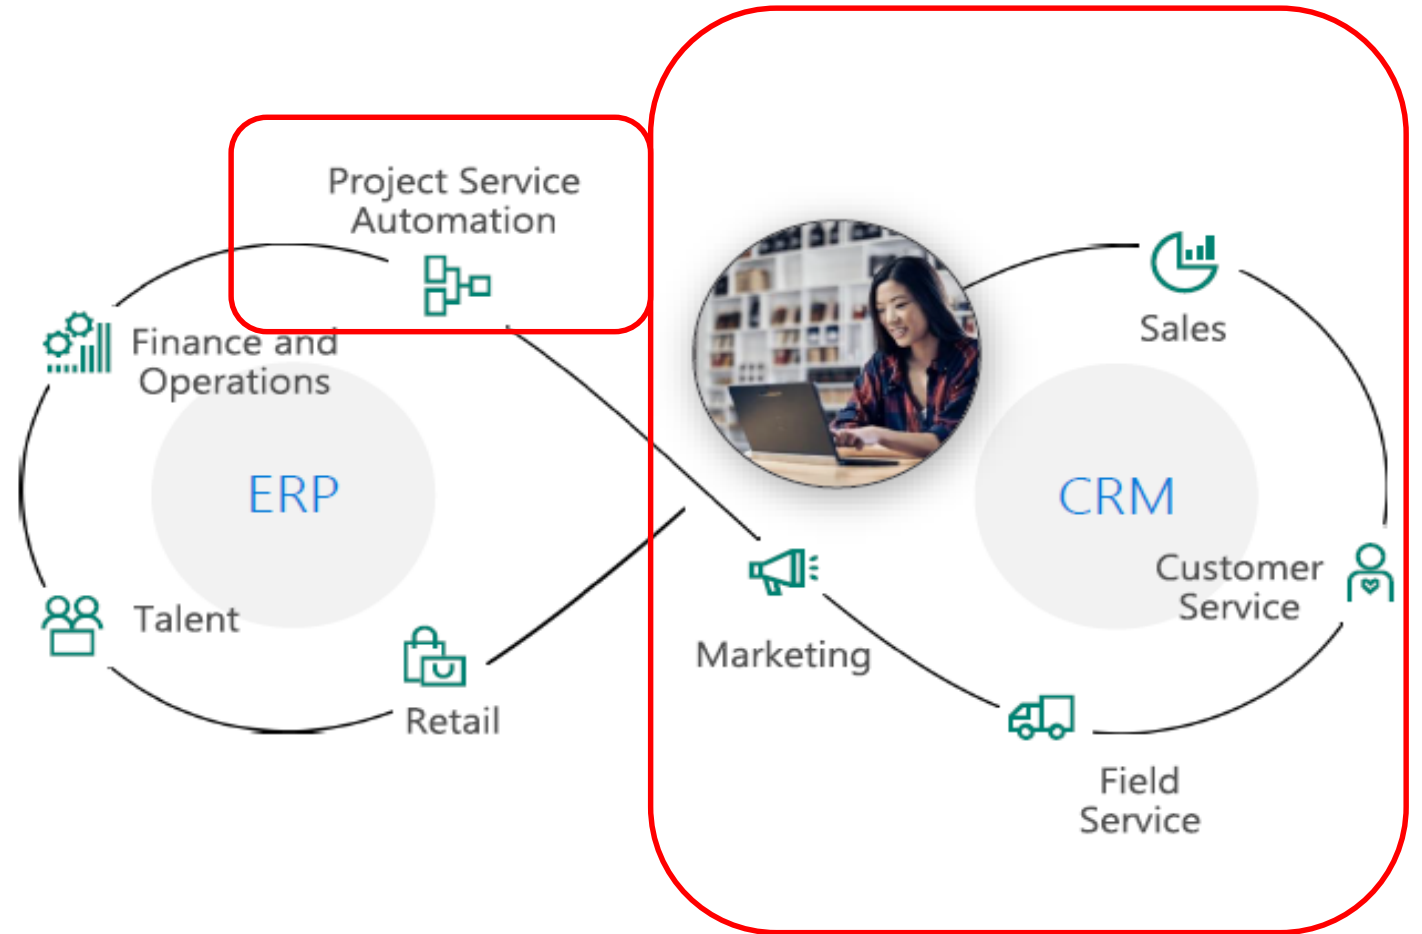 Project Service
Automation
Finance and
Operations
ERP
Talent
Retail
Sales
CRM
Customer
Service
Marketing
Field
Service